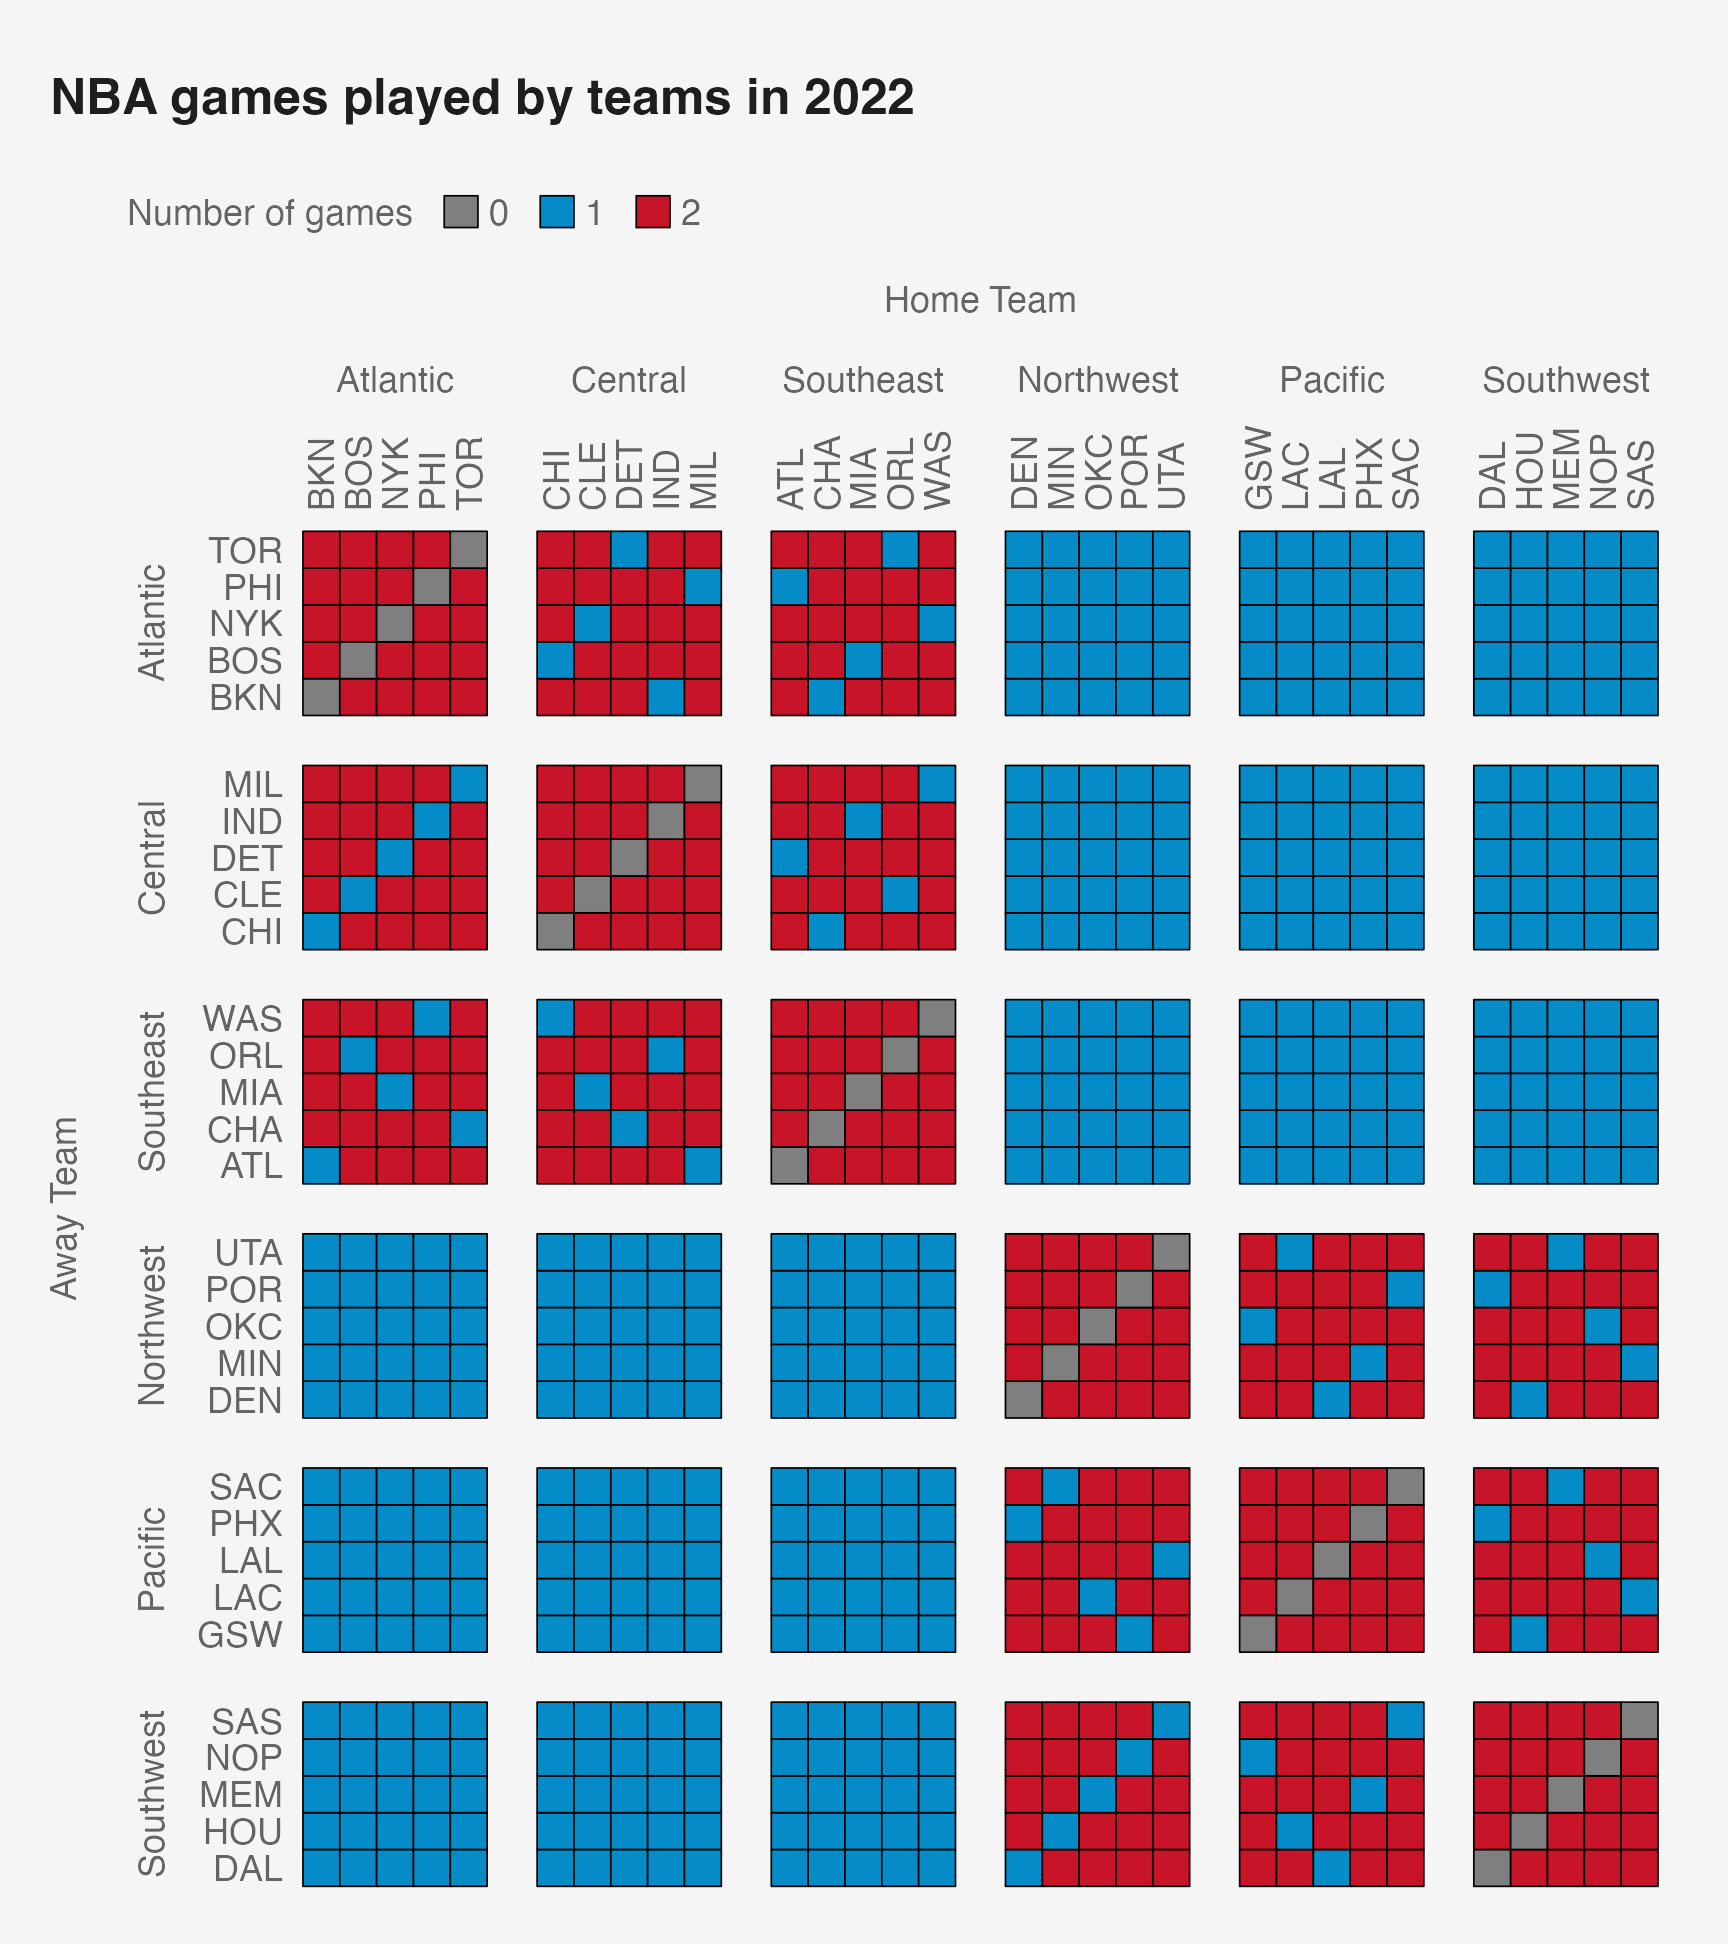 NBA games played by teams in 2022
Number of games 0 1 2
Home Team
Atlantic Central Southeast Northwest Pacific Southwest
BKN BOS NYK PHI TOR CHI CLE DET IND MIL ATL CHA MIA ORL WAS DEN MIN OKC POR UTA GSW LAC LAL PHX SAC DAL HOU MEM NOP SAS
Away Team
Atlantic
TOR
PHI
NYK
BOS
BKN
Central
MIL
IND
DET
CLE
CHI
Southeast
WAS
ORL
MIA
CHA
ATL
Northwest
UTA
POR
OKC
MIN
DEN
Pacific
SAC
PHX
LAL
LAC
GSW
Southwest
SAS
NOP
MEM
HOU
DAL